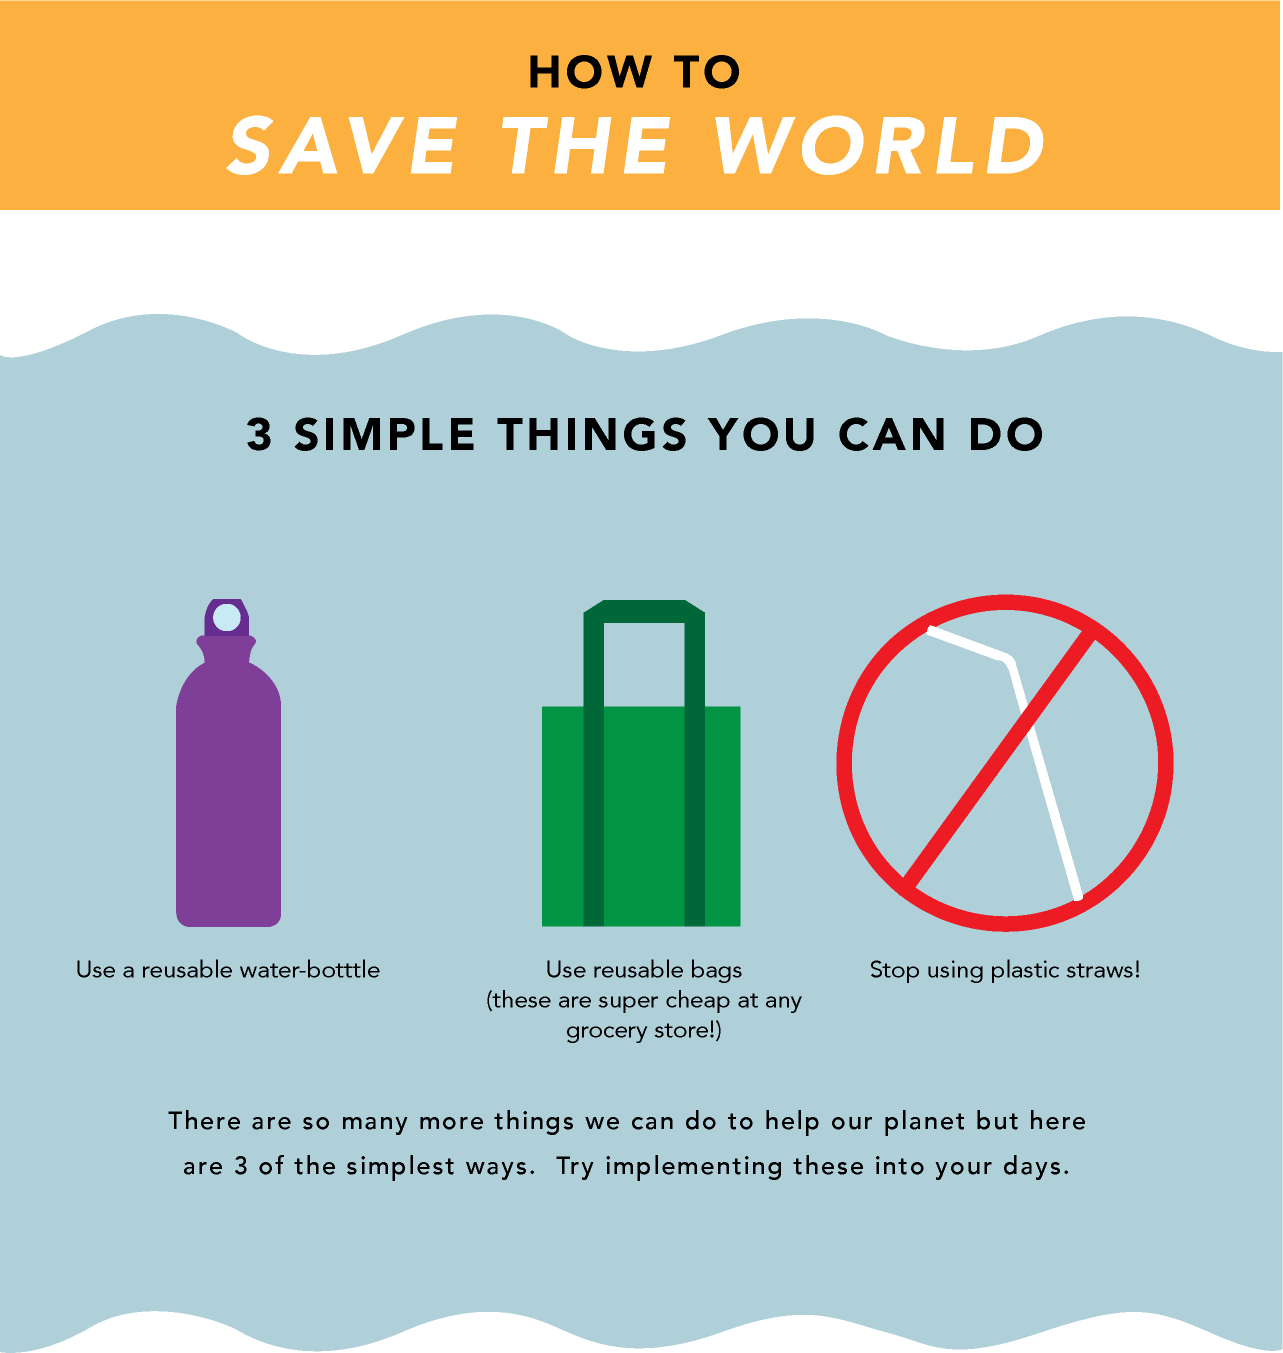 HOW TO
SAVE THE WORLD
3 SIMPLE THINGS YOU CAN DO
Use a reusable water-botttle
Use reusable bags
(these are super cheap at any
grocery store!)
Stop using plastic straws!
There are so many more things we can do to help our planet but here
are 3 of the simplest ways.  Try implementing these into your days.